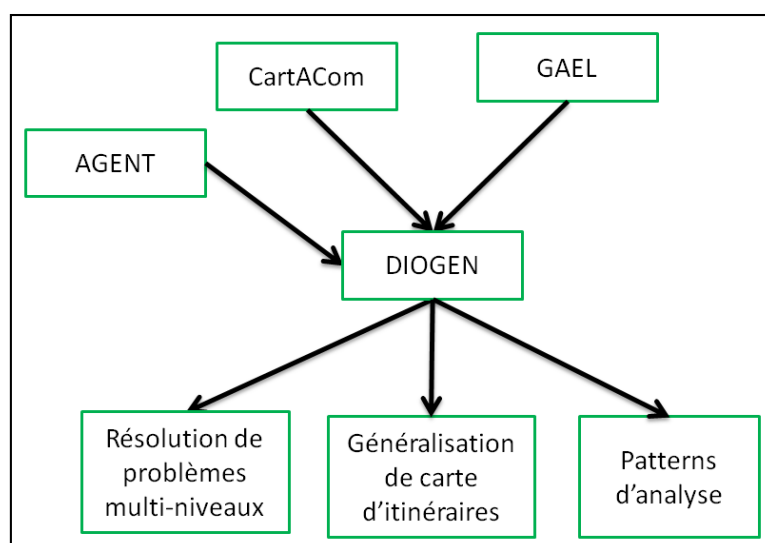 CartACom
GAEL
AGENT
DIOGEN
Résolution de
problèmes
multi-niveaux
Généralisation
de carte
d'itinéraires
Patterns
d'analyse